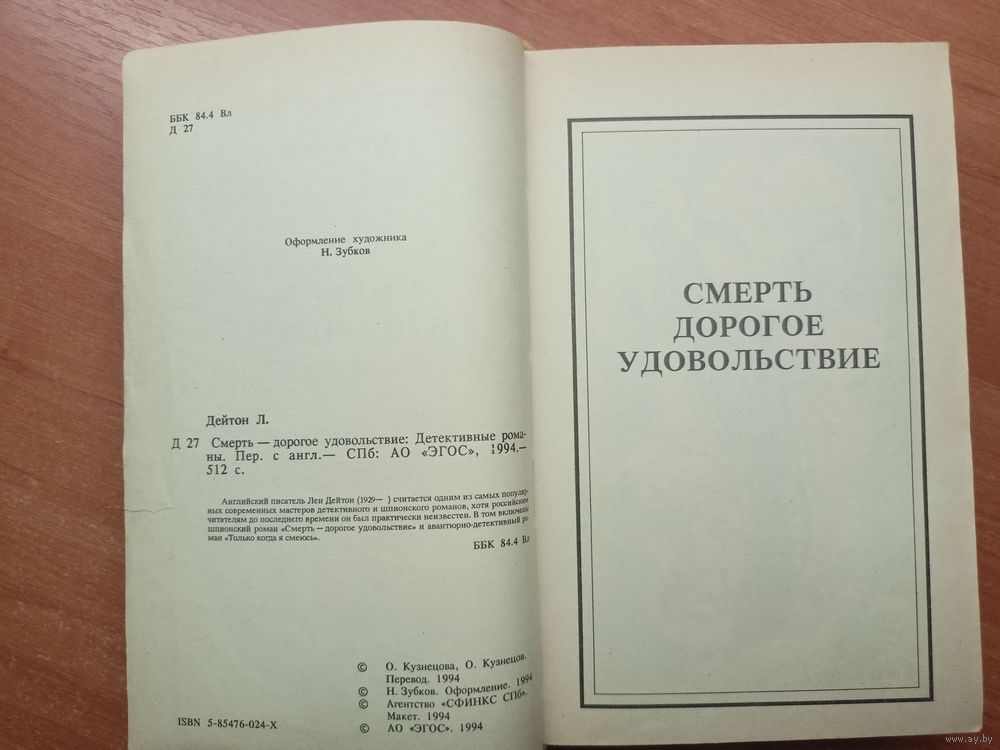 ББК 84.4 Вл
Д 27
Оформление художника
Н. Зубков
Дейтон Л.
Д 27 Смерть — дорогое удовольствие: Детективные рома-
ны. Пер. с англ.— СПб: АО «ЭГОС», 1994.—
512 с.
Английский писатель Лен Дейтон (1929— ) считается одним из самых популяр-
ных современных мастеров детективного и шпионского романов, хотя российским
читателям до последнего времени он был практически неизвестен. В том включены
шпионский роман «Смерть — дорогое удовольствие» и авантюрно-детективный ро-
ман «Только когда я смеюсь».
ББК 84.4 Вл
© О. Кузнецова, О. Кузнецов.
Перевод. 1994
© Н. Зубков. Оформление. 1994
© Агентство «СФИНКС СПб».
Макет. 1994
© АО «ЭГОС». 1994
ISBN 5-85476-024-X
СМЕРТЬ
ДОРОГОЕ
УДОВОЛЬСТВИЕ
www.ay.by